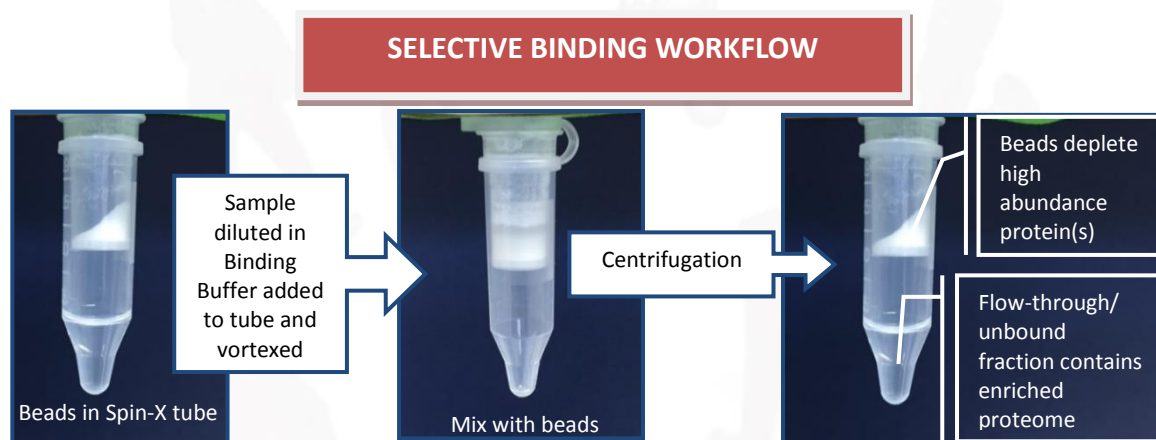 SELECTIVE BINDING WORKFLOW
Beads in Spin-X tube
Sample
diluted in
Binding
Buffer added
to tube and
vortexed
Mix with beads
Centrifugation
Beads deplete
high
abundance
protein(s)
Flow-through/
unbound
fraction contains
enriched
proteome